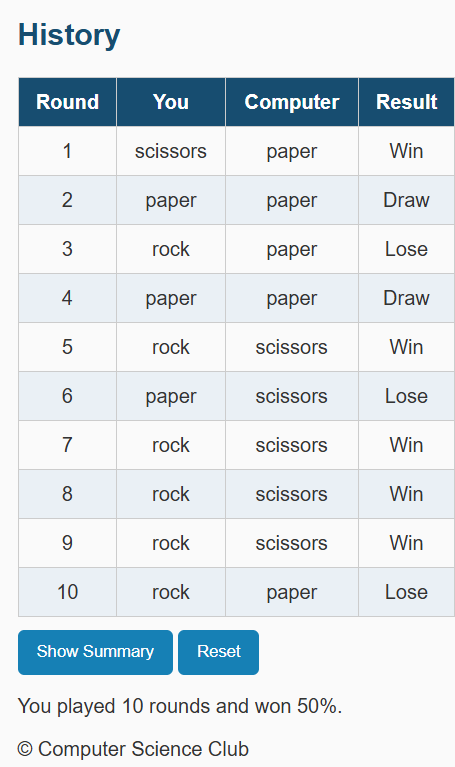 History
Round You Computer Result
1 scissors paper Win
2 paper paper Draw
3 rock paper Lose
4 paper paper Draw
5 rock scissors Win
6 paper scissors Lose
7 rock scissors Win
8 rock scissors Win
9 rock scissors Win
10 rock paper Lose
Show Summary Reset
You played 10 rounds and won 50%.
© Computer Science Club